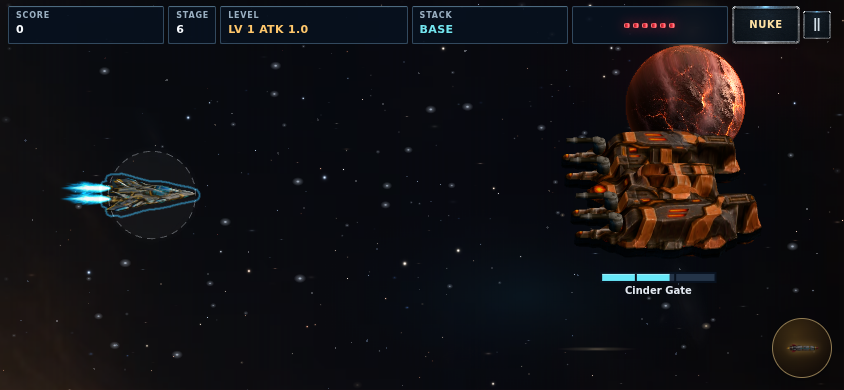 SCORE
0
STAGE
6
LEVEL
LV 1 ATK 1.0
STACK
BASE
NUKE
Cinder Gate